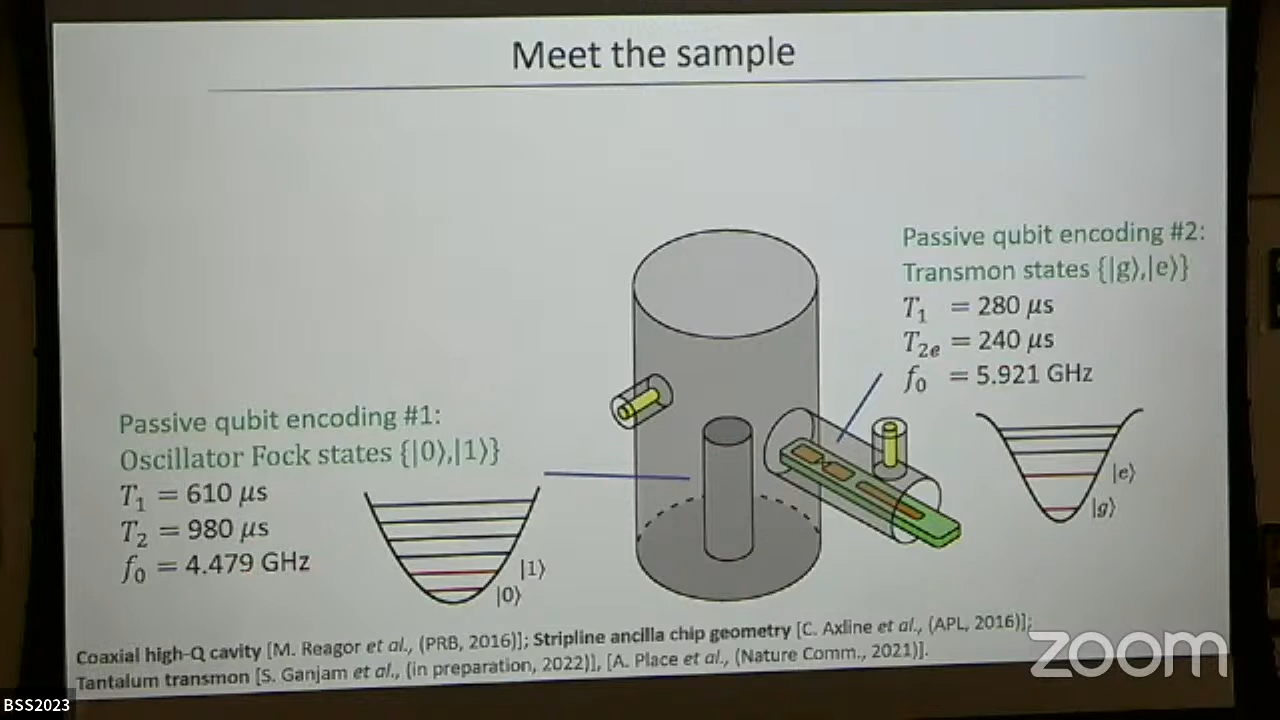 Meet the sample
Passive qubit encoding #2:
Transmon states {|g⟩,|e⟩}
T₁ = 280 μs
T₂ₑ = 240 μs
f₀ = 5.921 GHz
|e⟩
|g⟩
Passive qubit encoding #1:
Oscillator Fock states {|0⟩,|1⟩}
T₁ = 610 μs
T₂ = 980 μs
f₀ = 4.479 GHz
|1⟩
|0⟩
Coaxial high-Q cavity [M. Reagor et al., (PRB, 2016)]; Stripline ancilla chip geometry [C. Axline et al., (APL, 2016)];
Tantalum transmon [S. Ganjam et al., (in preparation, 2022)], [A. Place et al., (Nature Comm., 2021)].
zoom
BSS2023